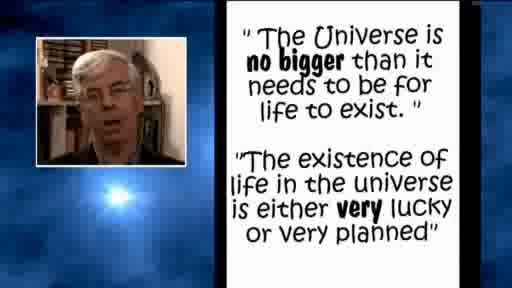 " The Universe is
no bigger than it
needs to be for
life to exist. "
"The existence of
life in the universe
is either very lucky
or very planned"